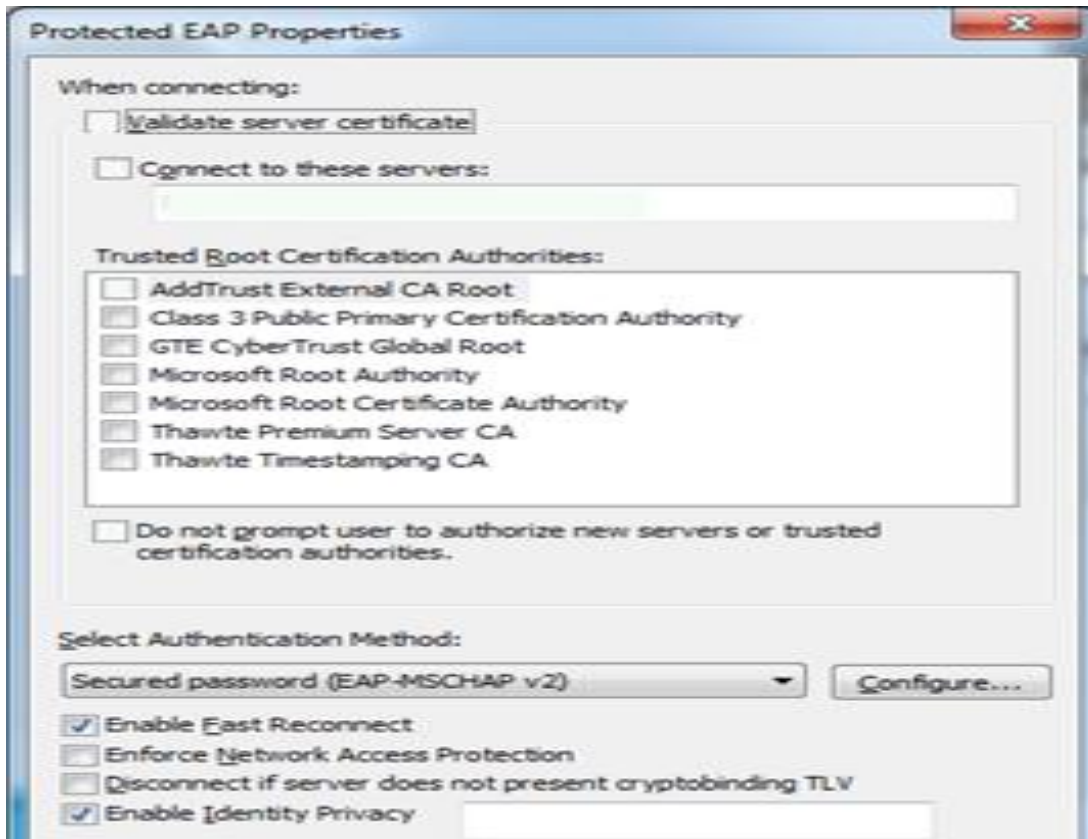 Protected EAP Properties
When connecting:
Validate server certificate
Connect to these servers:
Trusted Root Certification Authorities:
AddTrust External CA Root
Class 3 Public Primary Certification Authority
GTE CyberTrust Global Root
Microsoft Root Authority
Microsoft Root Certificate Authority
Thawte Premium Server CA
Thawte Timestamping CA
Do not prompt user to authorize new servers or trusted
certification authorities.
Select Authentication Method:
Secured password (EAP-MSCHAP v2)
Configure...
Enable Fast Reconnect
Enforce Network Access Protection
Disconnect if server does not present cryptobinding TLV
Enable Identity Privacy